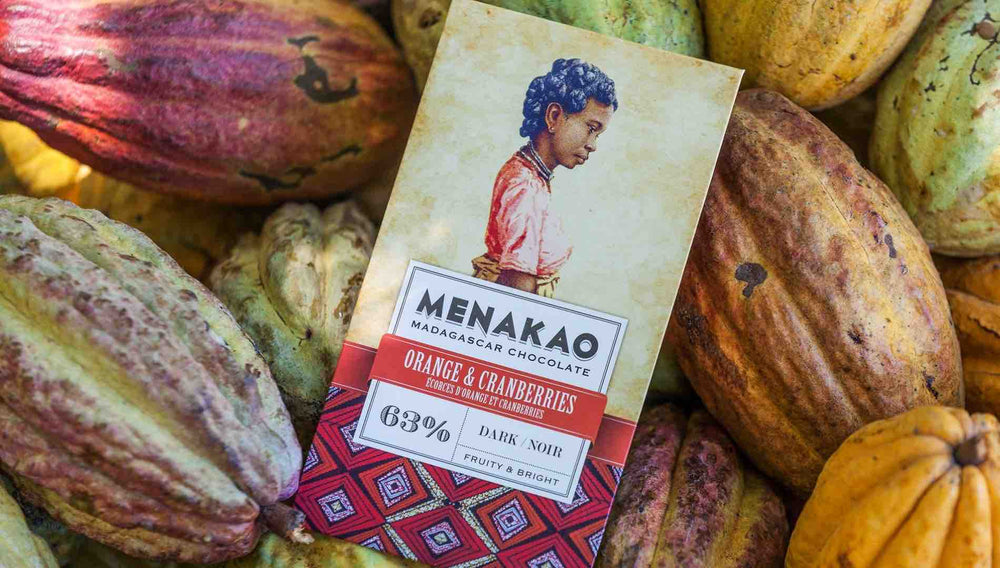 MENAKAO
MADAGASCAR CHOCOLATE
ORANGE & CRANBERRIES
ÉCORCES D'ORANGE ET CRANBERRIES
63%
DARK / NOIR
FRUITY & BRIGHT